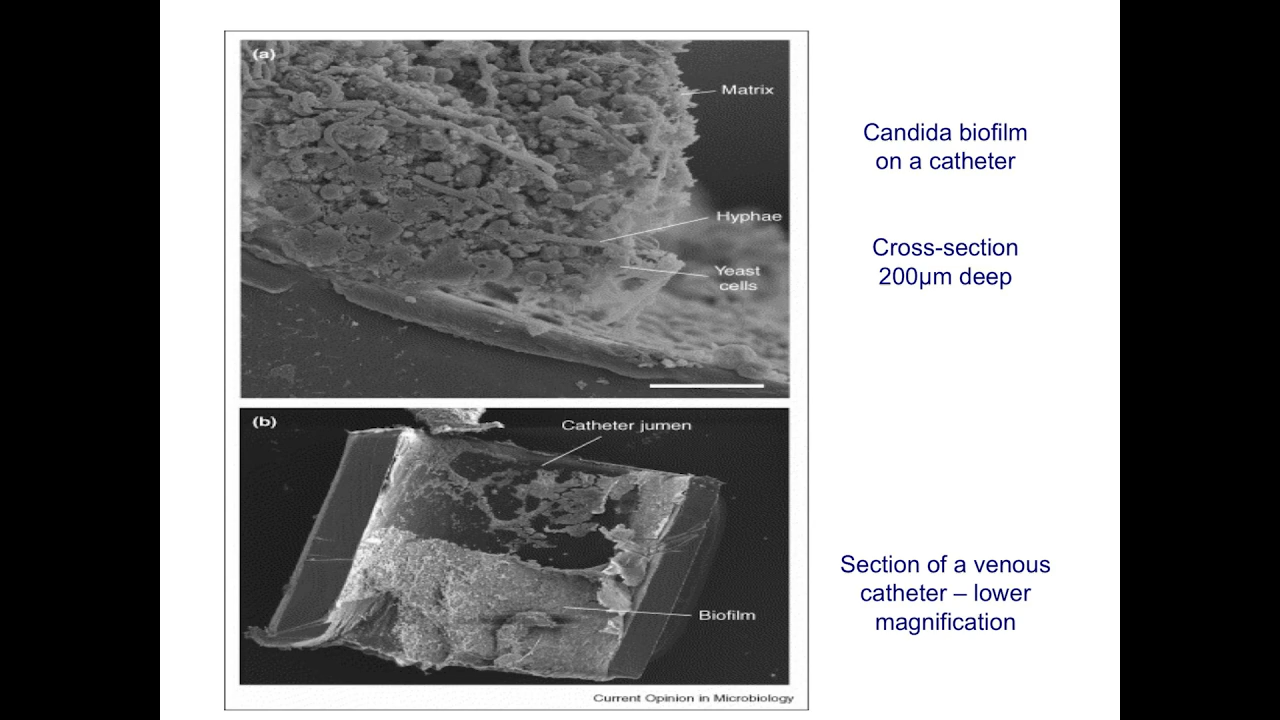 (a)
Matrix
Hyphae
Yeast
cells
Candida biofilm
on a catheter
Cross-section
200µm deep
(b)
Catheter jumen
Biofilm
Section of a venous
catheter – lower
magnification
Current Opinion in Microbiology